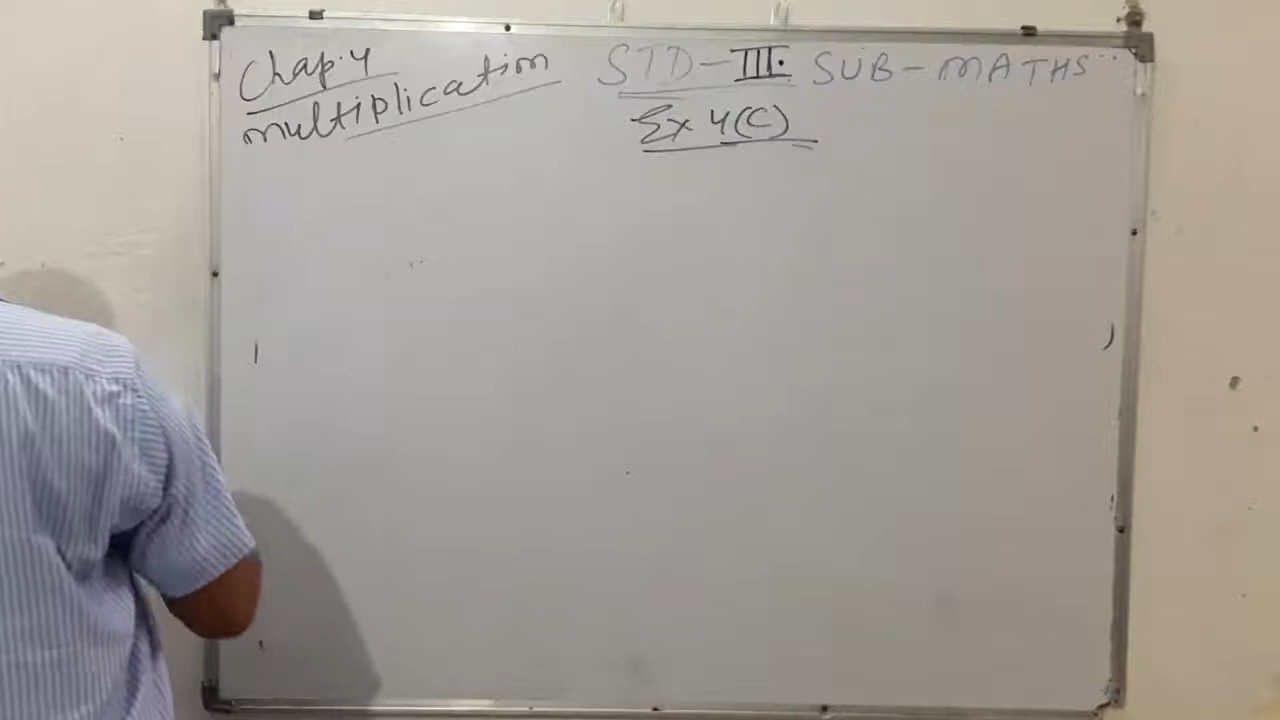 Chap. 4
multiplication
STD - III. SUB - MATHS
Ex 4(C)